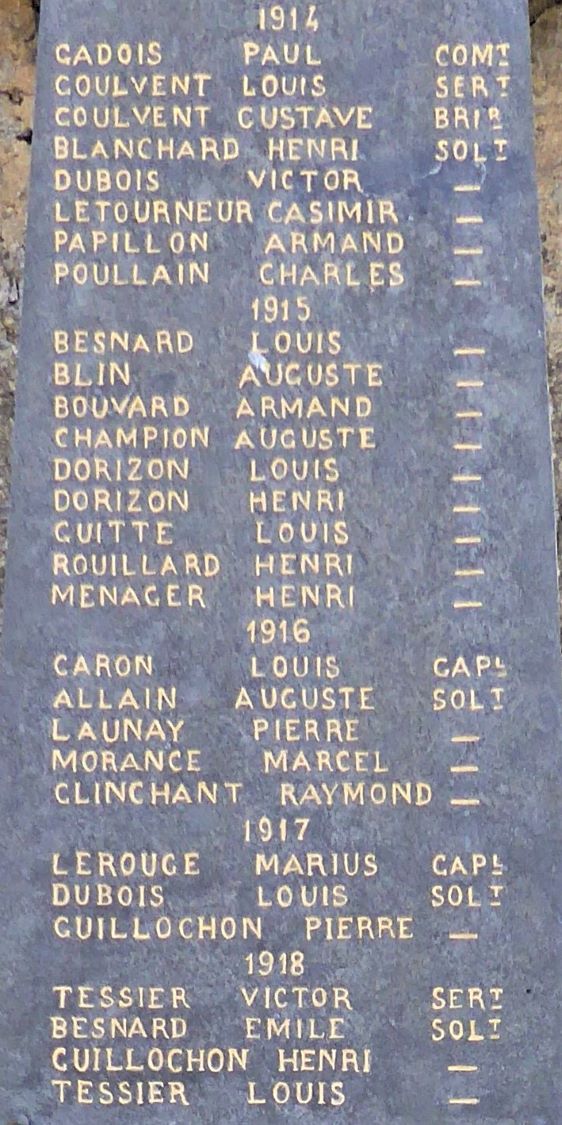 1914
GADOIS PAUL COMT
COULVENT LOUIS SERT
COULVENT GUSTAVE BRIR
BLANCHARD HENRI SOLT
DUBOIS VICTOR —
LETOURNEUR CASIMIR —
PAPILLON ARMAND —
POULLAIN CHARLES —
1915
BESNARD LOUIS —
BLIN AUGUSTE —
BOUVARD ARMAND —
CHAMPION AUGUSTE —
DORIZON LOUIS —
DORIZON HENRI —
GUITTE LOUIS —
ROUILLARD HENRI —
MENAGER HENRI —
1916
CARON LOUIS CAPL
ALLAIN AUGUSTE SOLT
LAUNAY PIERRE —
MORANCE MARCEL —
CLINCHANT RAYMOND —
1917
LEROUGE MARIUS CAPL
DUBOIS LOUIS SOLT
GUILLOCHON PIERRE —
1918
TESSIER VICTOR SERT
BESNARD EMILE SOLT
GUILLOCHON HENRI —
TESSIER LOUIS —